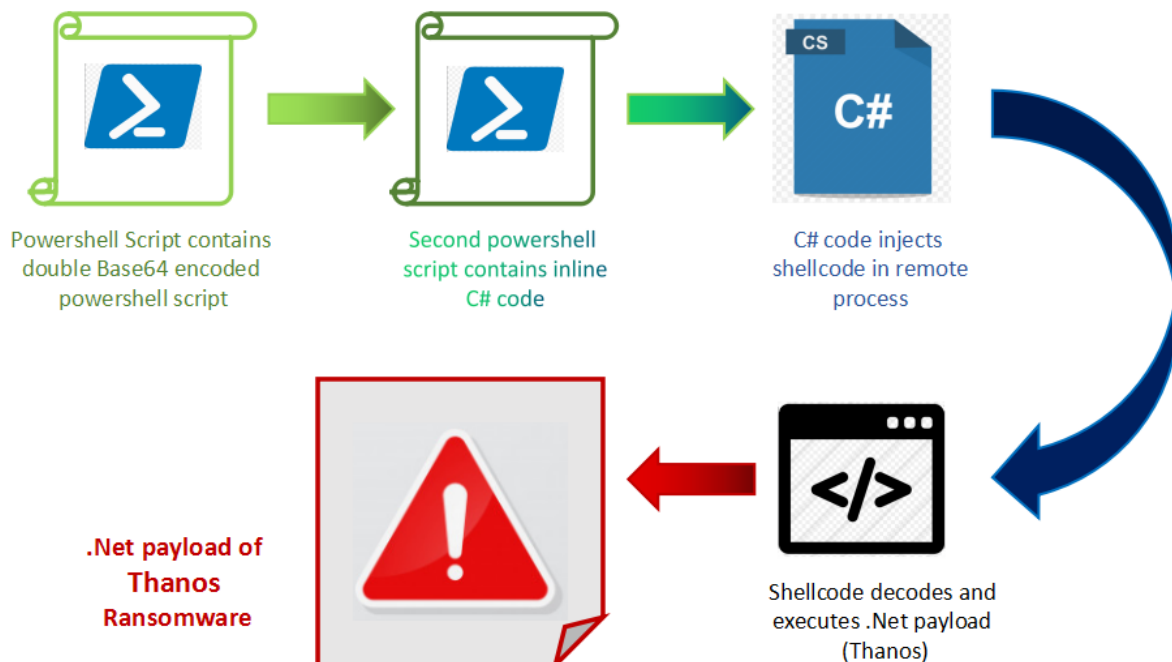 Powershell Script contains
double Base64 encoded
powershell script
Second powershell
script contains inline
C# code
CS
C#
C# code injects
shellcode in remote
process
</>
Shellcode decodes and
executes .Net payload
(Thanos)
.Net payload of
Thanos
Ransomware